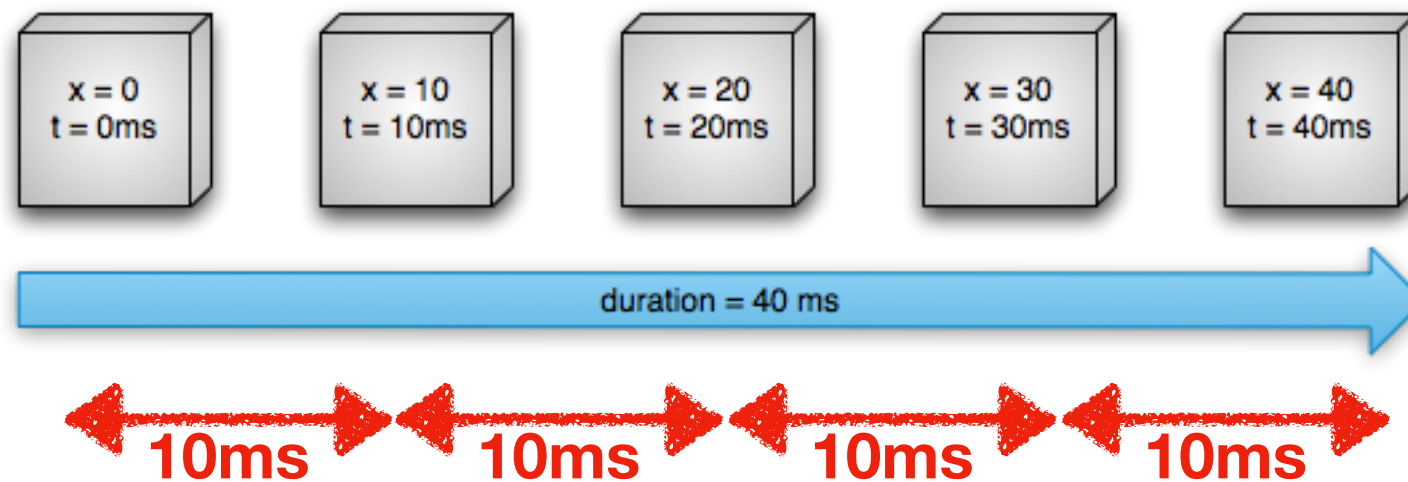 x = 0
t = 0ms
x = 10
t = 10ms
x = 20
t = 20ms
x = 30
t = 30ms
x = 40
t = 40ms
duration = 40 ms
10ms
10ms
10ms
10ms